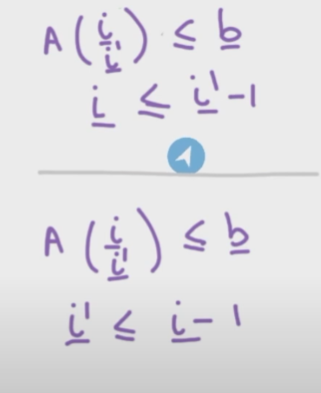 A (i/i') ≤ b
i ≤ i' - 1
A (i/i') ≤ b
i' ≤ i - 1